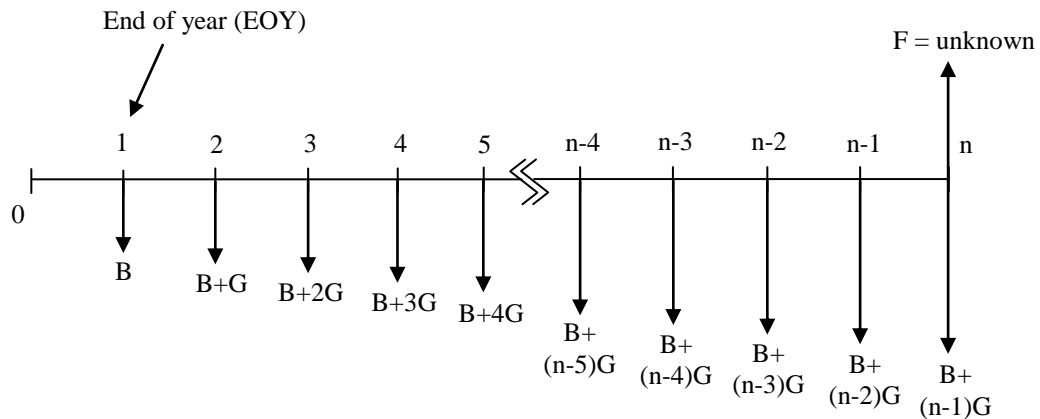 End of year (EOY)
F = unknown
1 2 3 4 5 n-4 n-3 n-2 n-1 n
0
B B+G B+2G B+3G B+4G
B+ B+ B+ B+ B+
(n-5)G (n-4)G (n-3)G (n-2)G (n-1)G